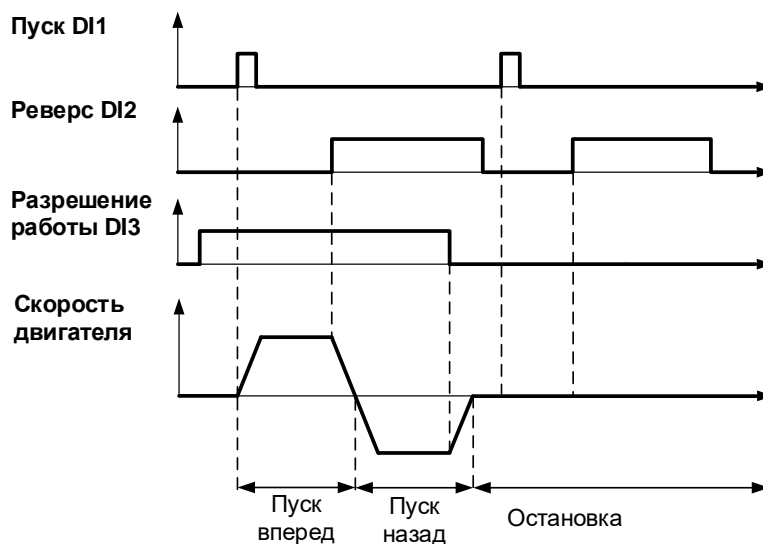 Пуск DI1
Реверс DI2
Разрешение
работы DI3
Скорость
двигателя
Пуск
вперед
Пуск
назад
Остановка